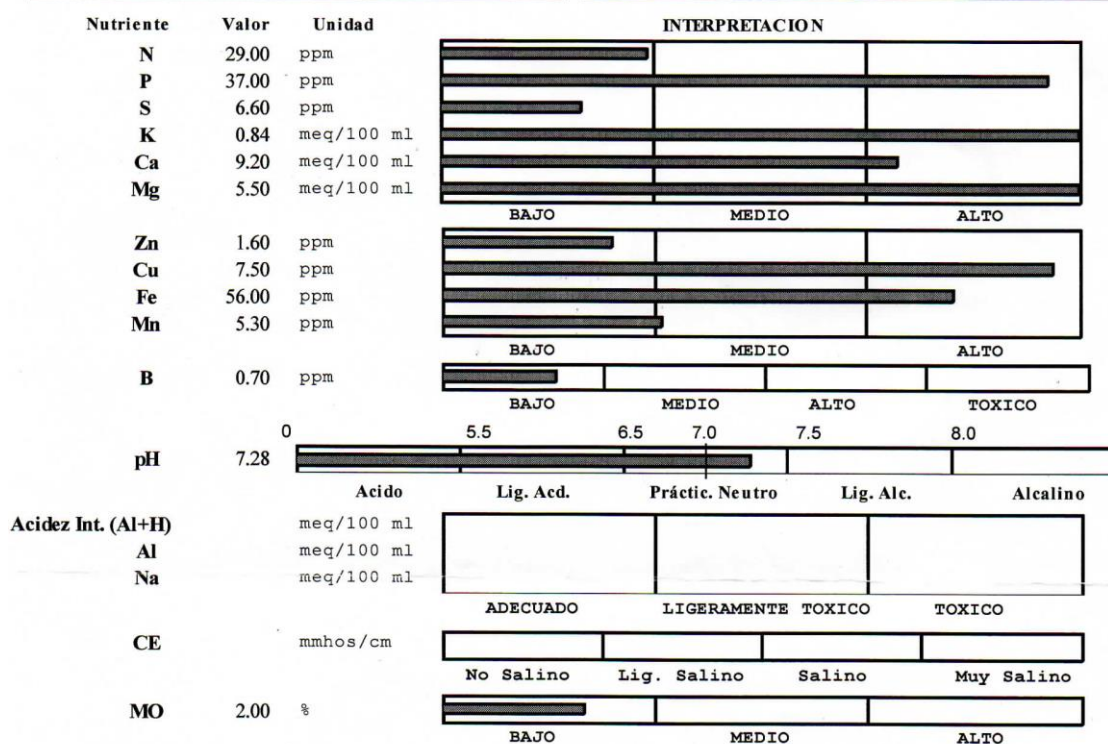 Nutriente Valor Unidad INTERPRETACION
N 29.00 ppm
P 37.00 ppm
S 6.60 ppm
K 0.84 meq/100 ml
Ca 9.20 meq/100 ml
Mg 5.50 meq/100 ml
BAJO MEDIO ALTO
Zn 1.60 ppm
Cu 7.50 ppm
Fe 56.00 ppm
Mn 5.30 ppm
BAJO MEDIO ALTO
B 0.70 ppm
BAJO MEDIO ALTO TOXICO
0 5.5 6.5 7.0 7.5 8.0
pH 7.28
Acido Lig. Acd. Práctic. Neutro Lig. Alc. Alcalino
Acidez Int. (Al+H) meq/100 ml
Al meq/100 ml
Na meq/100 ml
ADECUADO LIGERAMENTE TOXICO TOXICO
CE mmhos/cm
No Salino Lig. Salino Salino Muy Salino
MO 2.00 %
BAJO MEDIO ALTO